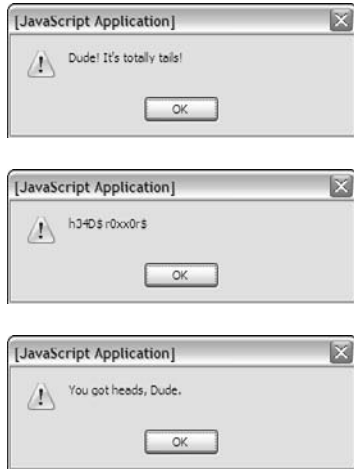 [JavaScript Application]
Dude! It's totally tails!
OK
[JavaScript Application]
h34D$ r0xx0r$
OK
[JavaScript Application]
You got heads, Dude.
OK